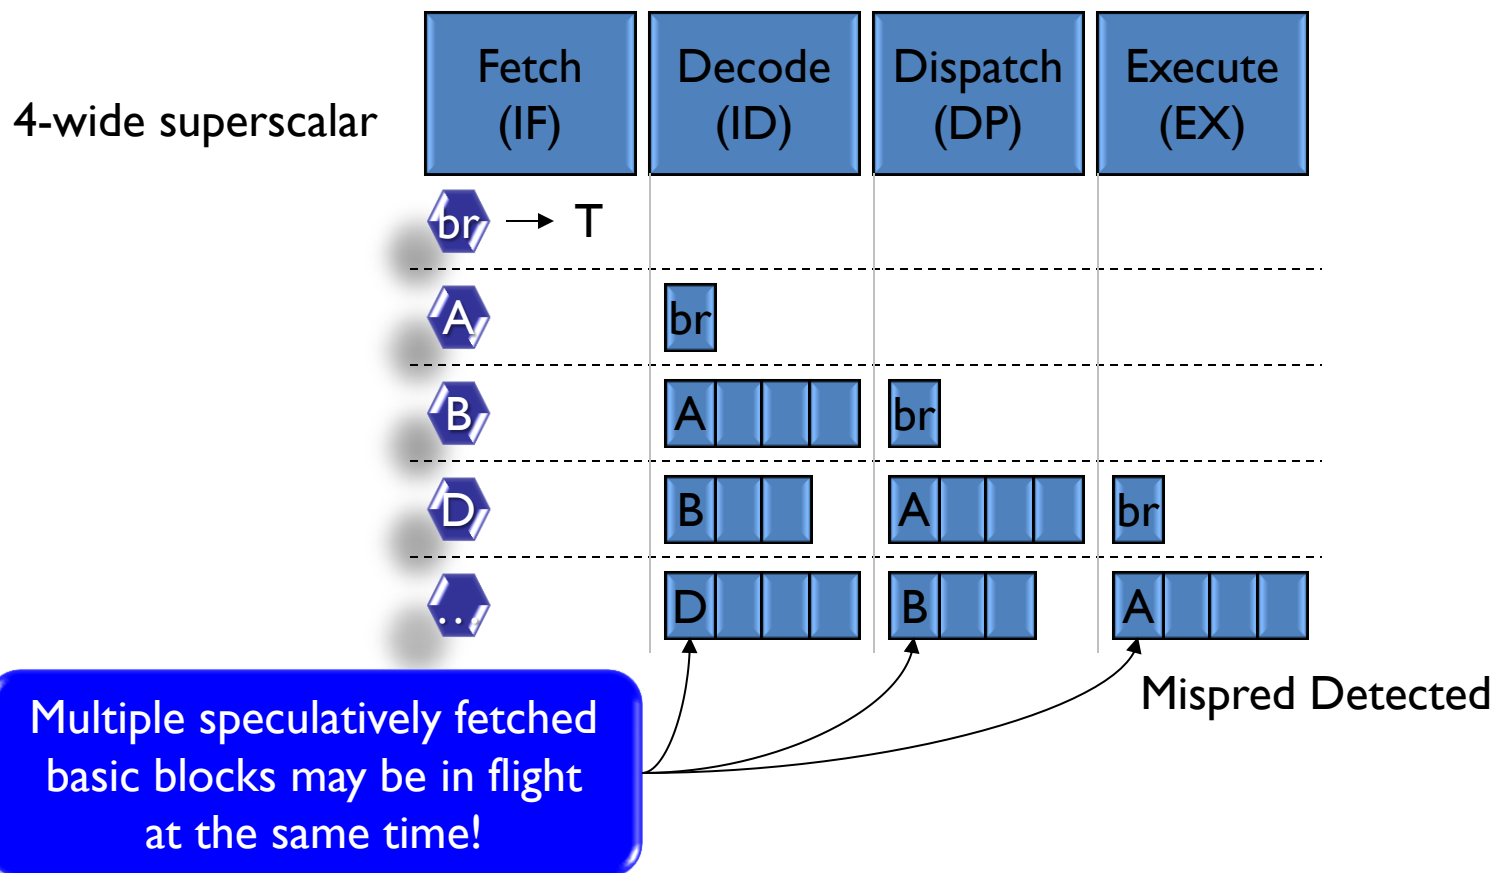 Fetch
(IF)
Decode
(ID)
Dispatch
(DP)
Execute
(EX)
4-wide superscalar
br → T
A br
B A br
D B A br
... D B A
Mispred Detected
Multiple speculatively fetched
basic blocks may be in flight
at the same time!